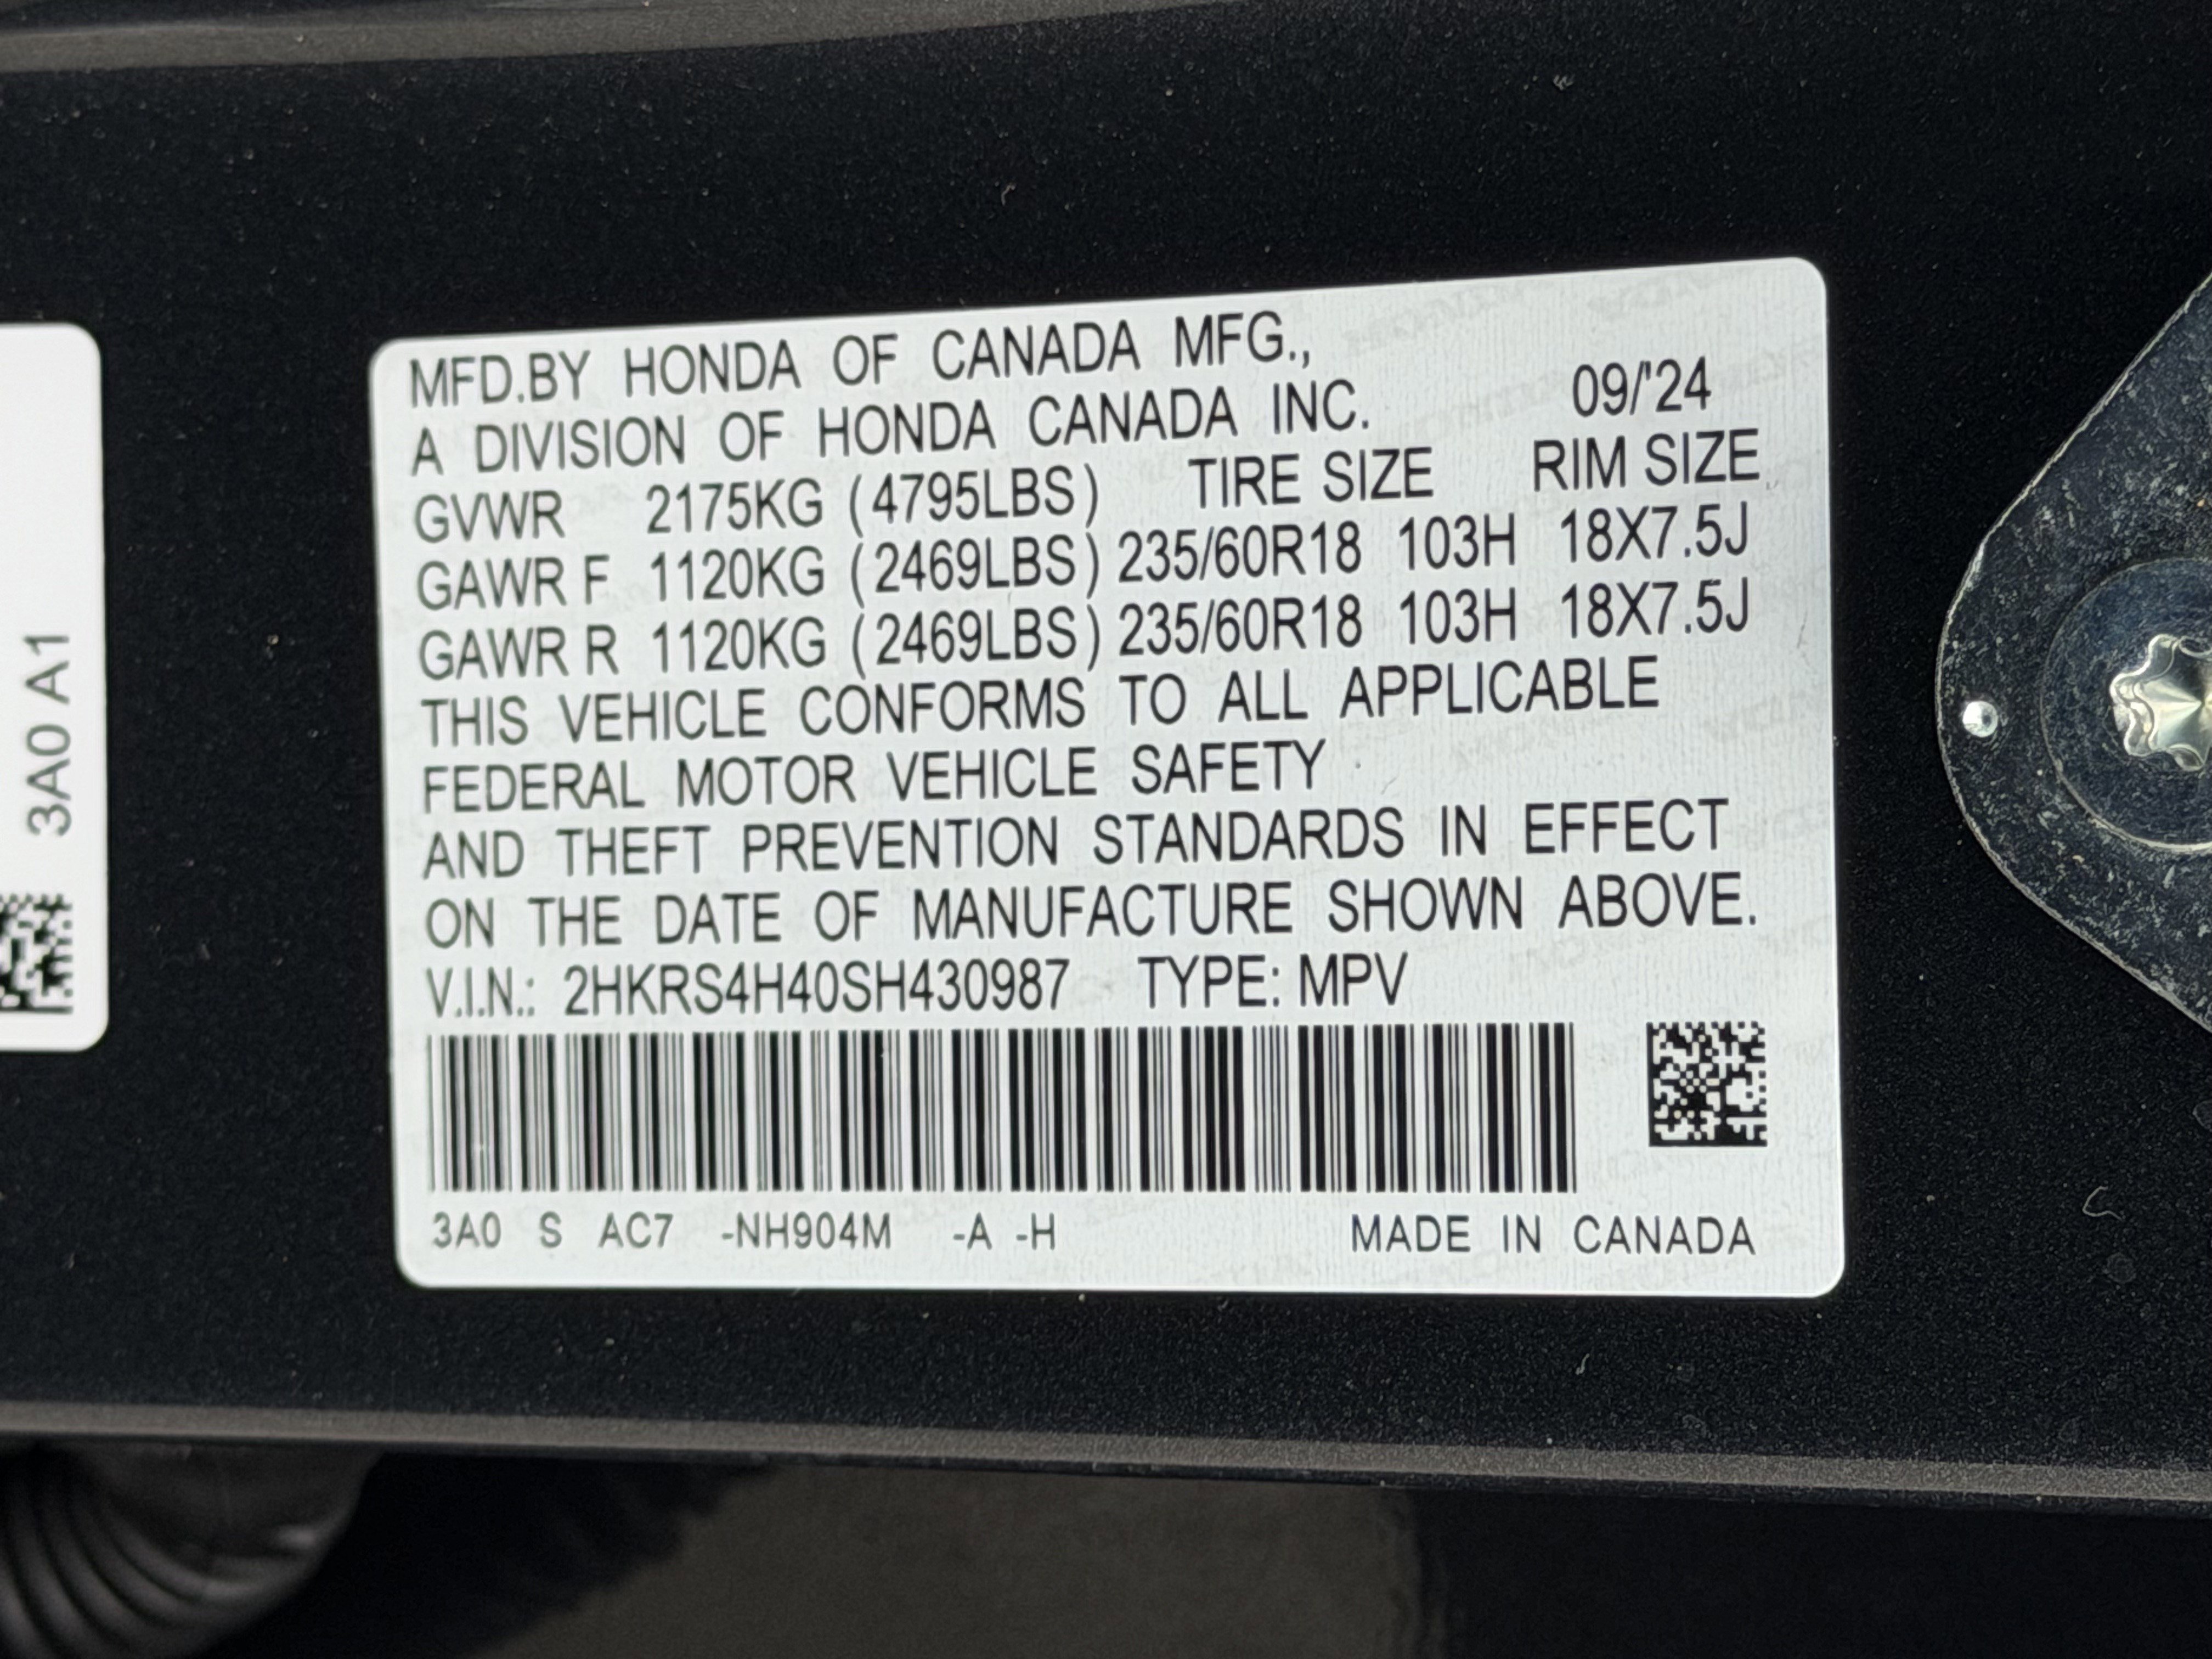 MFD.BY HONDA OF CANADA MFG.,
A DIVISION OF HONDA CANADA INC. 09/'24
GVWR 2175KG (4795LBS) TIRE SIZE RIM SIZE
GAWR F 1120KG (2469LBS) 235/60R18 103H 18X7.5J
GAWR R 1120KG (2469LBS) 235/60R18 103H 18X7.5J
THIS VEHICLE CONFORMS TO ALL APPLICABLE
FEDERAL MOTOR VEHICLE SAFETY
AND THEFT PREVENTION STANDARDS IN EFFECT
ON THE DATE OF MANUFACTURE SHOWN ABOVE.
V.I.N.: 2HKRS4H40SH430987 TYPE: MPV
3A0 S AC7 -NH904M -A -H MADE IN CANADA
3A0 A1